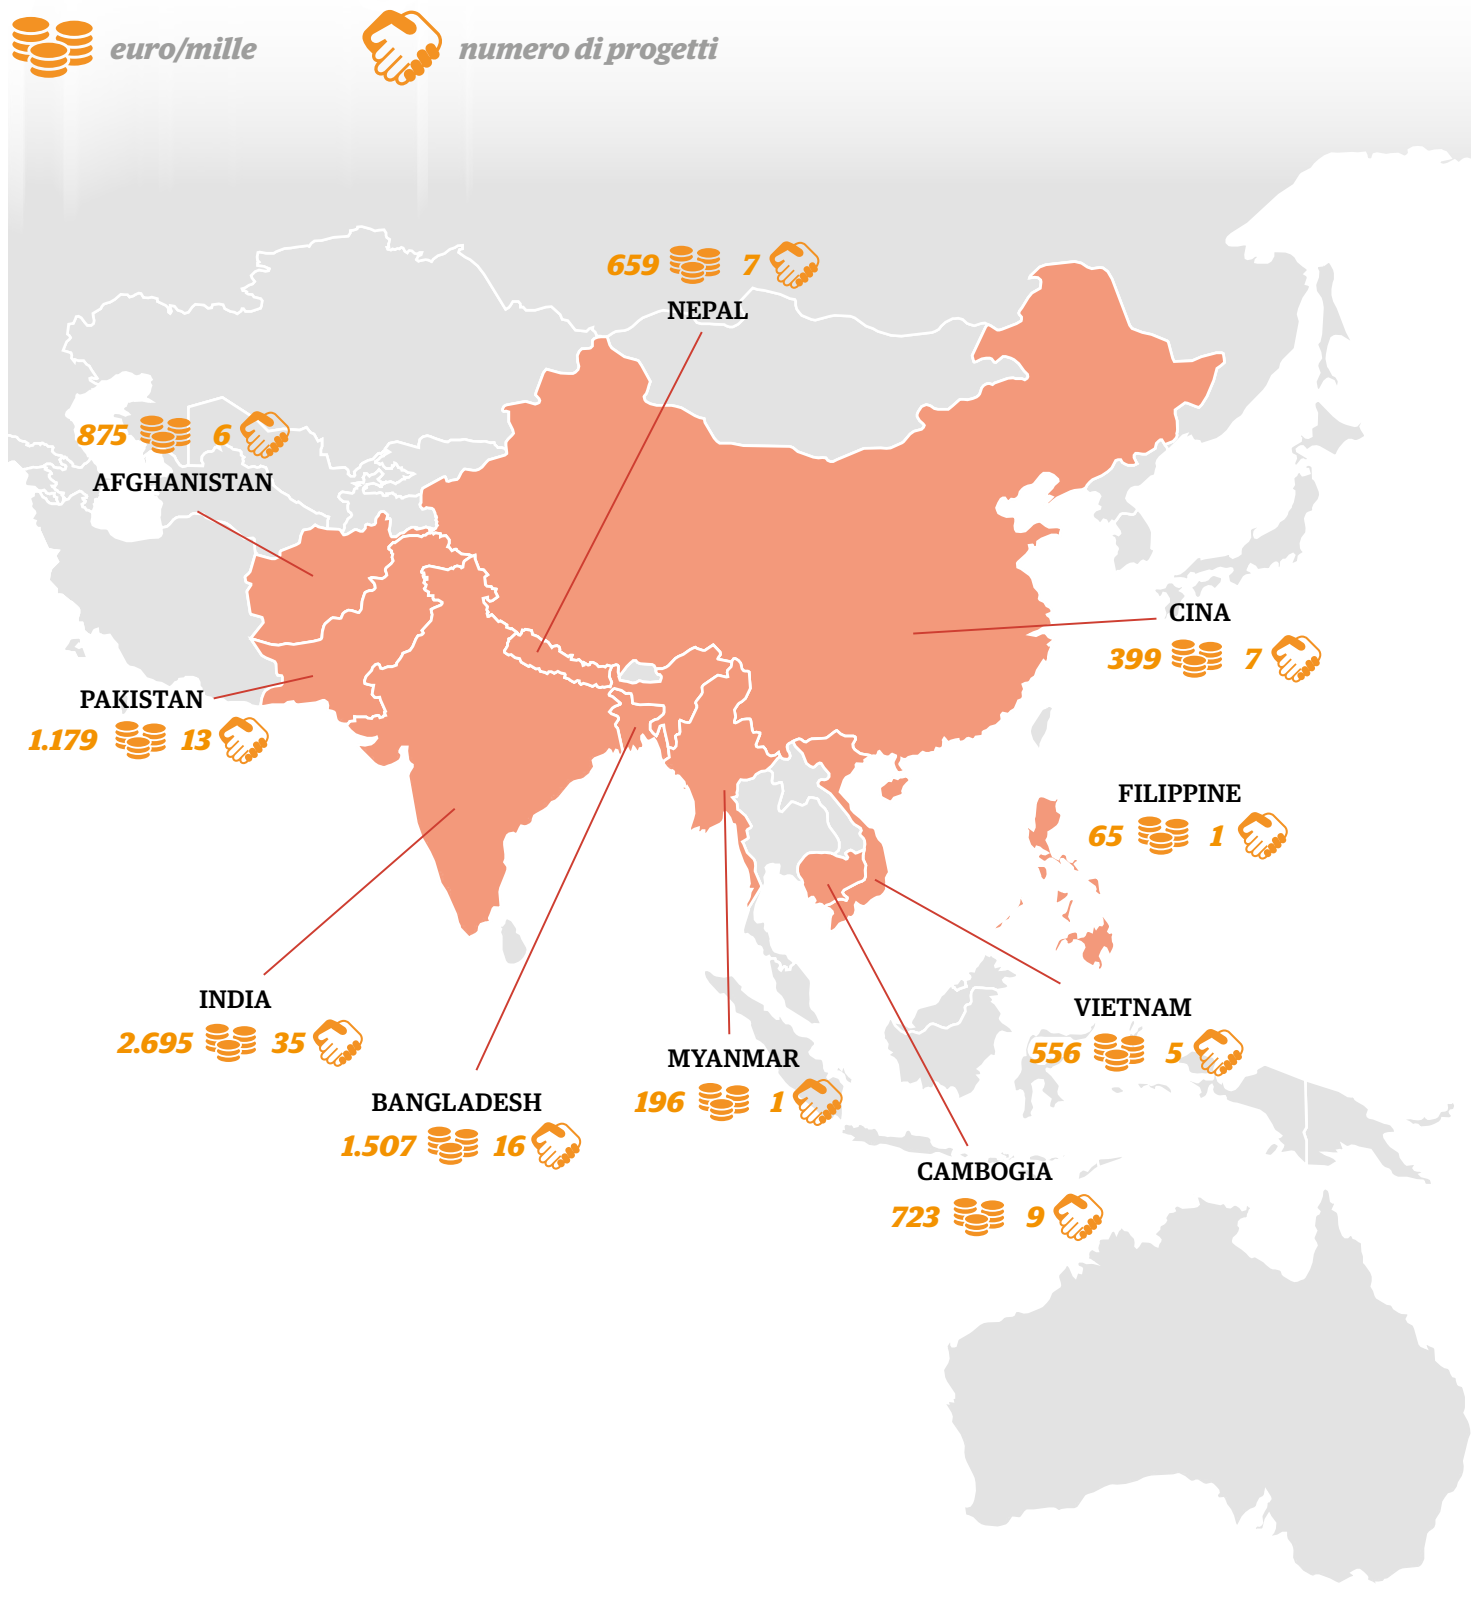 euro/mille numero di progetti
659 7
NEPAL
875 6
AFGHANISTAN
CINA
399 7
PAKISTAN
1.179 13
FILIPPINE
65 1
INDIA
2.695 35
VIETNAM
556 5
MYANMAR
196 1
BANGLADESH
1.507 16
CAMBOGIA
723 9